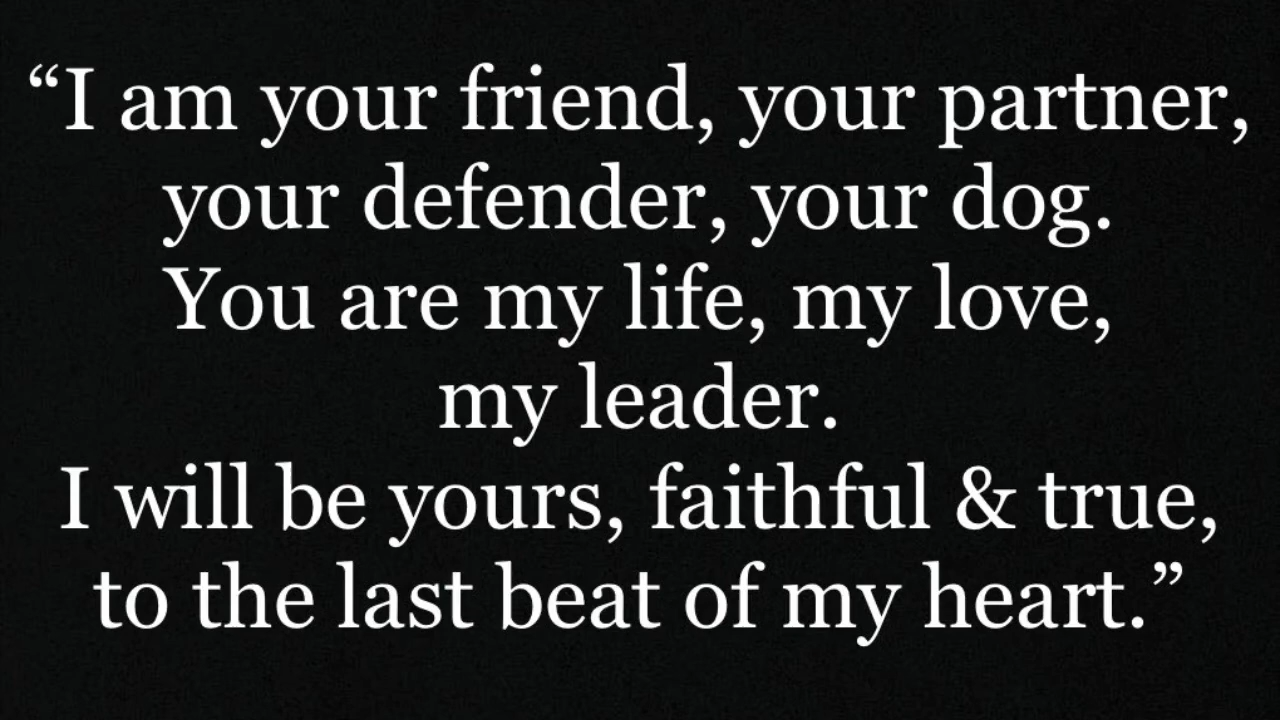 “I am your friend, your partner,
your defender, your dog.
You are my life, my love,
my leader.
I will be yours, faithful & true,
to the last beat of my heart.”